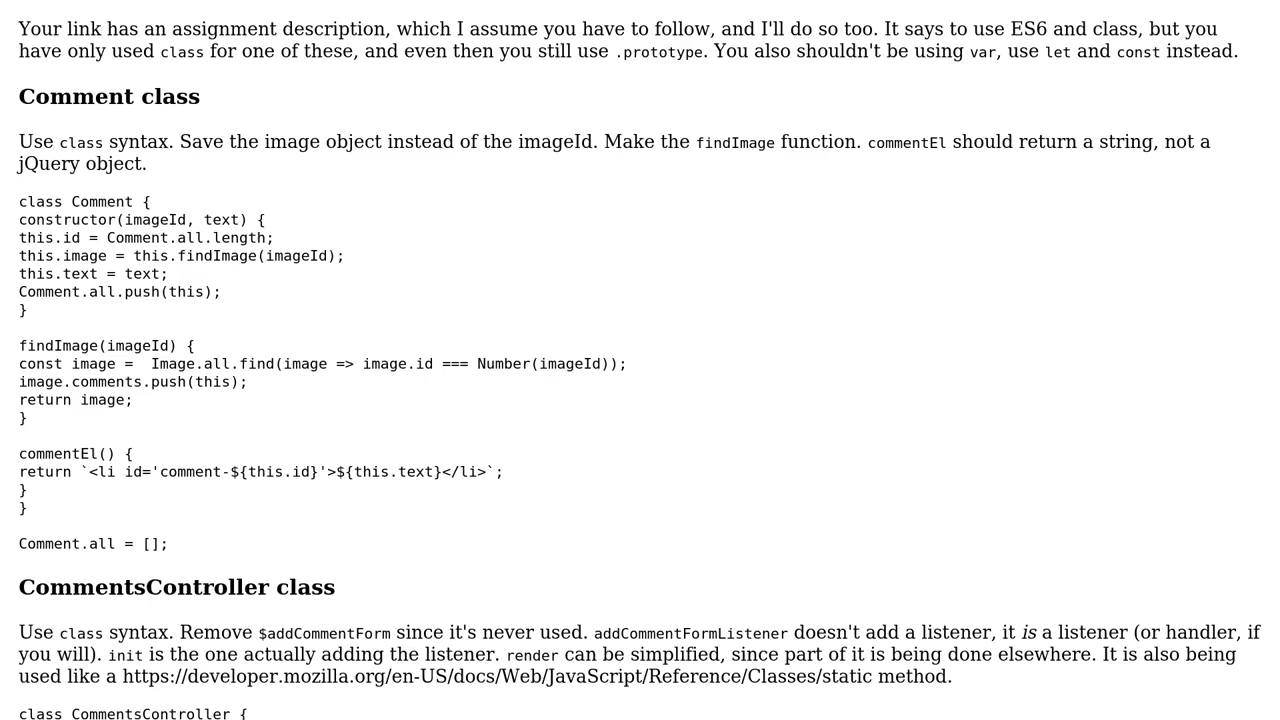 Your link has an assignment description, which I assume you have to follow, and I'll do so too. It says to use ES6 and class, but you
have only used class for one of these, and even then you still use .prototype. You also shouldn't be using var, use let and const instead.
Comment class
Use class syntax. Save the image object instead of the imageId. Make the findImage function. commentEl should return a string, not a
jQuery object.
class Comment {
constructor(imageId, text) {
this.id = Comment.all.length;
this.image = this.findImage(imageId);
this.text = text;
Comment.all.push(this);
}
findImage(imageId) {
const image =  Image.all.find(image => image.id === Number(imageId));
image.comments.push(this);
return image;
}
commentEl() {
return `<li id='comment-${this.id}'>${this.text}</li>`;
}
}
Comment.all = [];
CommentsController class
Use class syntax. Remove $addCommentForm since it's never used. addCommentFormListener doesn't add a listener, it is a listener (or handler, if
you will). init is the one actually adding the listener. render can be simplified, since part of it is being done elsewhere. It is also being
used like a https://developer.mozilla.org/en-US/docs/Web/JavaScript/Reference/Classes/static method.
class CommentsController {